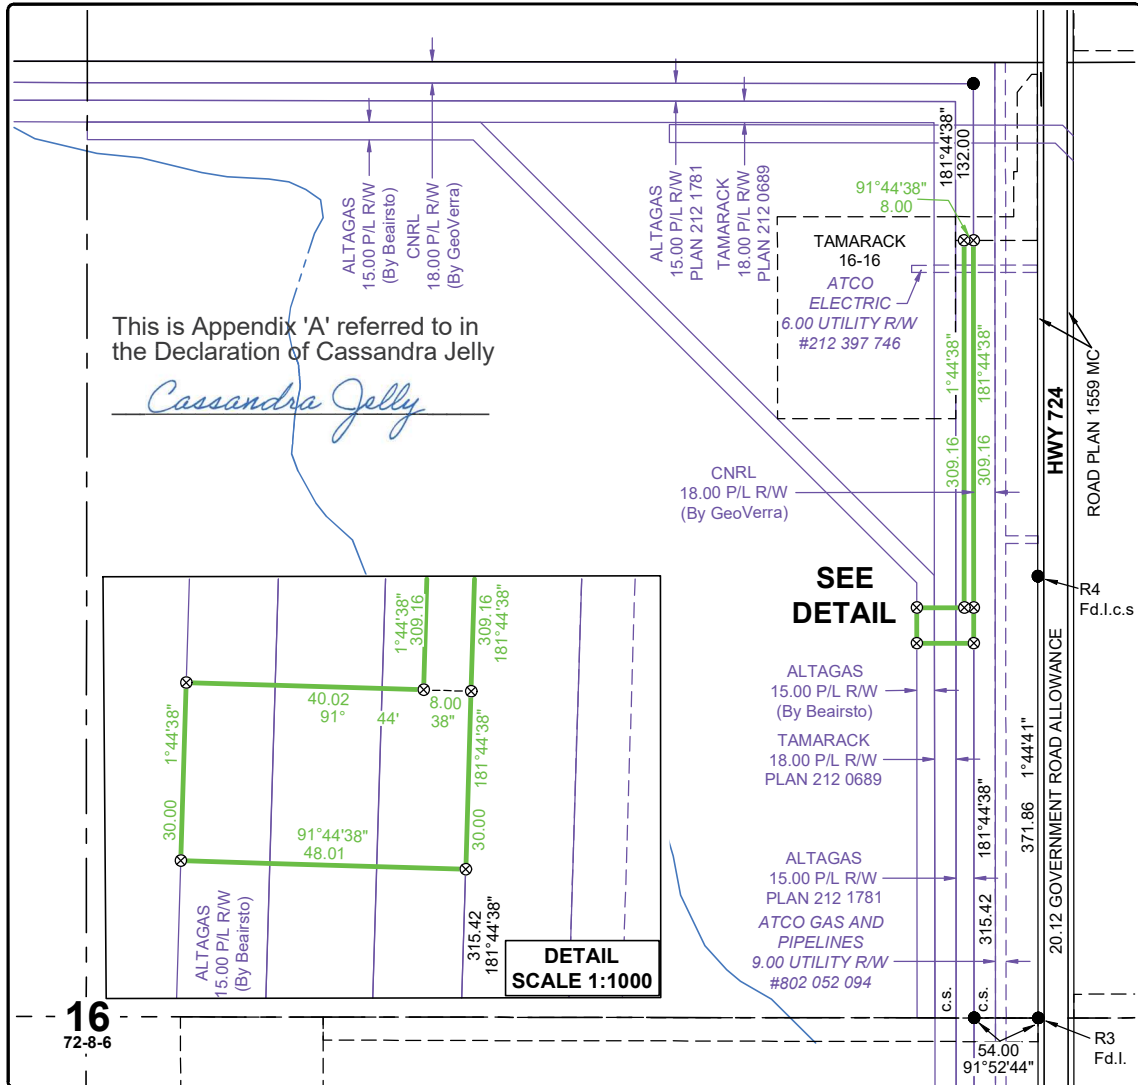 ALTAGAS
15.00 P/L R/W
(By Beairsto)
CNRL
18.00 P/L R/W
(By GeoVerra)
ALTAGAS
15.00 P/L R/W
PLAN 212 1781
TAMARACK
18.00 P/L R/W
PLAN 212 0689
181°44'38"
132.00
91°44'38"
8.00
TAMARACK
16-16
ATCO
ELECTRIC
6.00 UTILITY R/W
#212 397 746
This is Appendix 'A' referred to in
the Declaration of Cassandra Jelly
Cassandra Jelly
1°44'38"
309.16
181°44'38"
309.16
HWY 724
ROAD PLAN 1559 MC
CNRL
18.00 P/L R/W
(By GeoVerra)
SEE
DETAIL
R4
Fd.I.c.s
1°44'38"
309.16
309.16
181°44'38"
40.02
91° 44' 38"
8.00
1°44'38"
30.00
181°44'38"
30.00
91°44'38"
48.01
ALTAGAS
15.00 P/L R/W
(By Beairsto)
315.42
181°44'38"
DETAIL
SCALE 1:1000
ALTAGAS
15.00 P/L R/W
(By Beairsto)
TAMARACK
18.00 P/L R/W
PLAN 212 0689
ALTAGAS
15.00 P/L R/W
PLAN 212 1781
ATCO GAS AND
PIPELINES
9.00 UTILITY R/W
#802 052 094
181°44'38"
315.42
1°44'41"
371.86
20.12 GOVERNMENT ROAD ALLOWANCE
c.s.
c.s.
16
72-8-6
54.00
91°52'44"
R3
Fd.I.